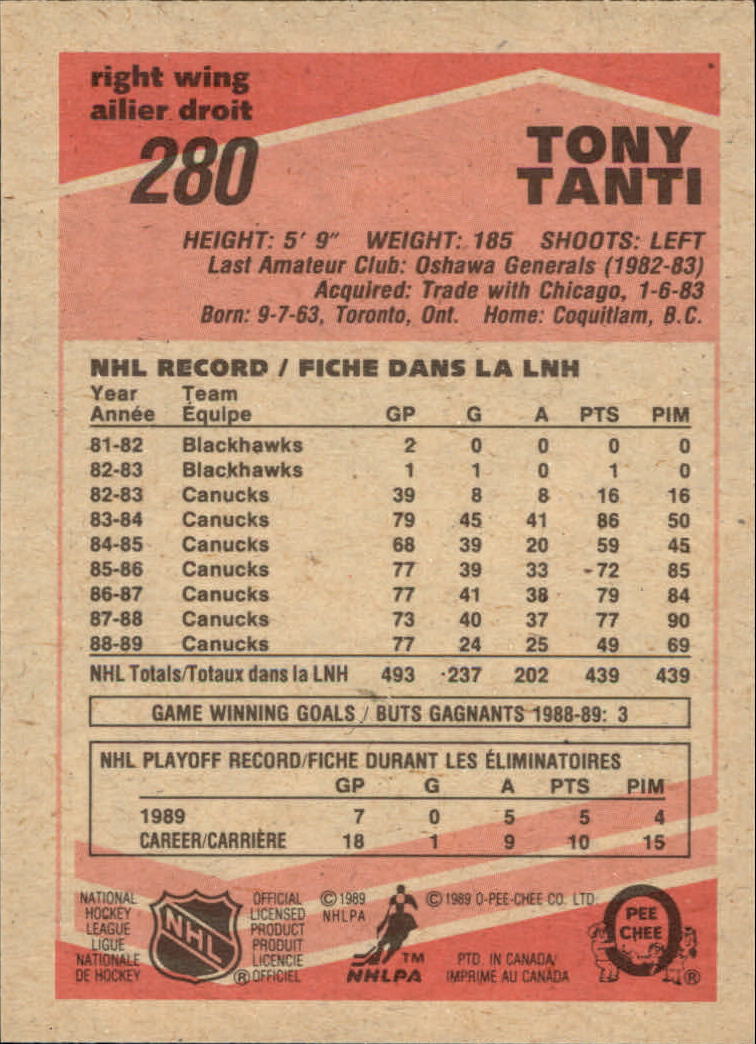 right wing
ailier droit
280
TONY
TANTI
HEIGHT: 5' 9" WEIGHT: 185 SHOOTS: LEFT
Last Amateur Club: Oshawa Generals (1982-83)
Acquired: Trade with Chicago, 1-6-83
Born: 9-7-63, Toronto, Ont. Home: Coquitlam, B.C.
NHL RECORD / FICHE DANS LA LNH
Year Team
Année Équipe GP G A PTS PIM
81-82 Blackhawks 2 0 0 0 0
82-83 Blackhawks 1 1 0 1 0
82-83 Canucks 39 8 8 16 16
83-84 Canucks 79 45 41 86 50
84-85 Canucks 68 39 20 59 45
85-86 Canucks 77 39 33 72 85
86-87 Canucks 77 41 38 79 84
87-88 Canucks 73 40 37 77 90
88-89 Canucks 77 24 25 49 69
NHL Totals/Totaux dans la LNH 493 237 202 439 439
GAME WINNING GOALS / BUTS GAGNANTS 1988-89: 3
NHL PLAYOFF RECORD/FICHE DURANT LES ÉLIMINATOIRES
GP G A PTS PIM
1989 7 0 5 5 4
CAREER/CARRIÈRE 18 1 9 10 15
NATIONAL
HOCKEY
LEAGUE
LIGUE
NATIONALE
DE HOCKEY
NHL
®
OFFICIAL
LICENSED
PRODUCT
PRODUIT
LICENCIE
OFFICIEL
© 1989
NHLPA
TM
NHLPA
© 1989 O-PEE-CHEE CO. LTD.
PTD. IN CANADA/
IMPRIME AU CANADA
PEE
CHEE
®